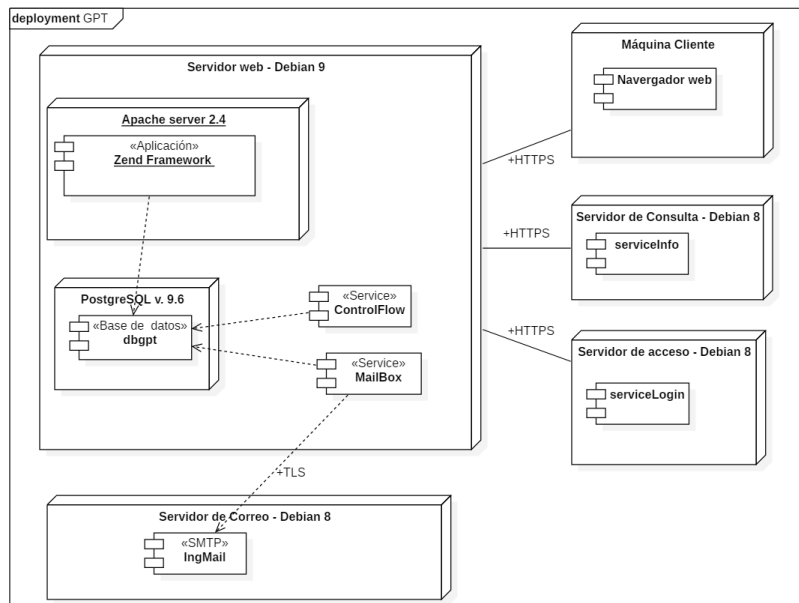 deployment GPT
Servidor web - Debian 9
Apache server 2.4
«Aplicación»
Zend Framework
PostgreSQL v. 9.6
«Base de datos»
dbgpt
«Service»
ControlFlow
«Service»
MailBox
+TLS
Servidor de Correo - Debian 8
«SMTP»
IngMail
Máquina Cliente
Navergador web
+HTTPS
Servidor de Consulta - Debian 8
serviceInfo
+HTTPS
Servidor de acceso - Debian 8
serviceLogin
+HTTPS